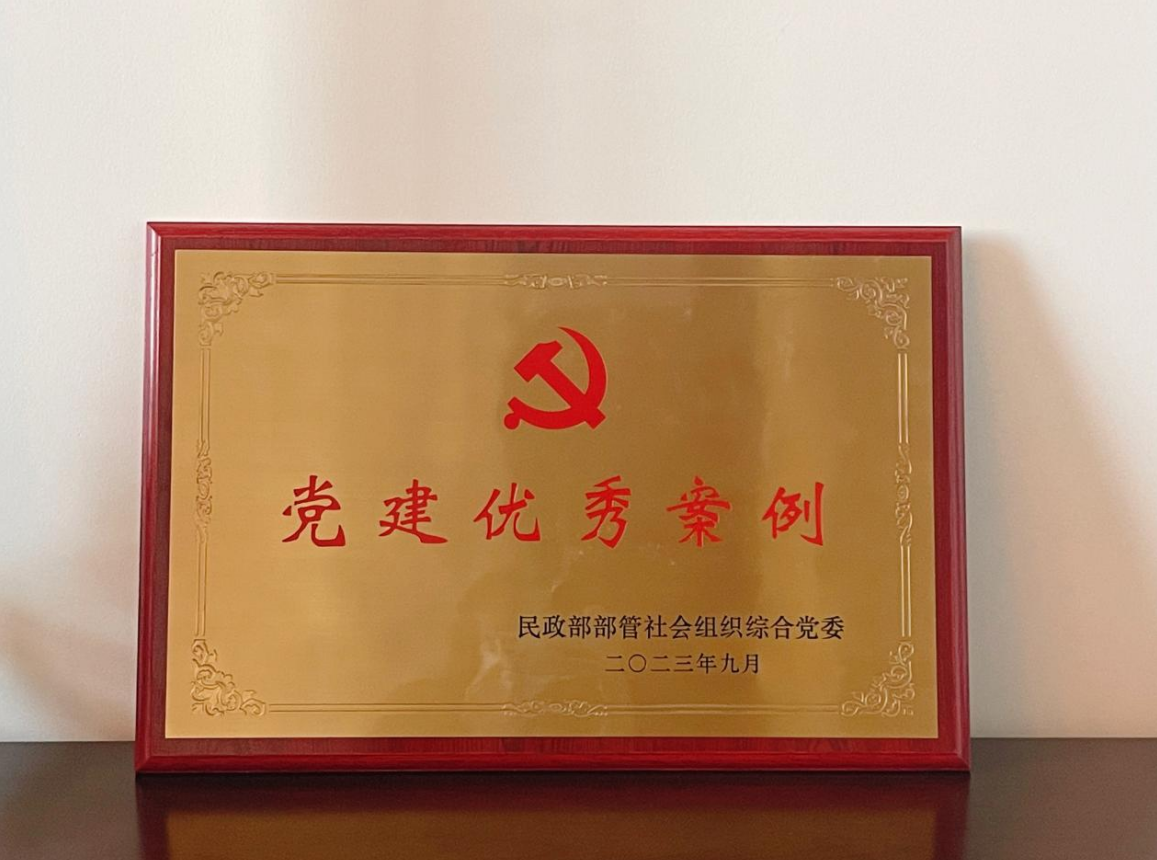 党建优秀案例
民政部部管社会组织综合党委
二〇二三年九月